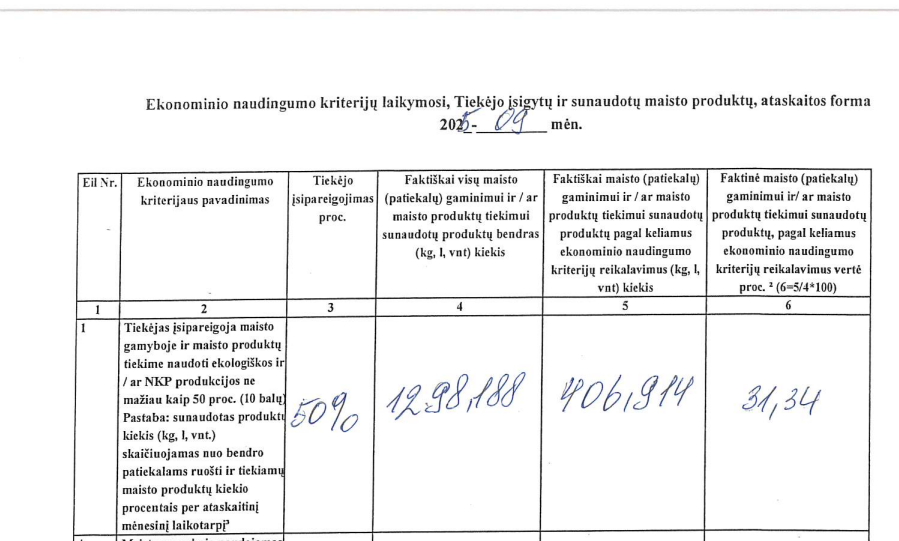 Ekonominio naudingumo kriterijų laikymosi, Tiekėjo įsigytų ir sunaudotų maisto produktų, ataskaitos forma
2025- 09 mėn.
Eil Nr.
Ekonominio naudingumo
kriterijaus pavadinimas
Tiekėjo
įsipareigojimas
proc.
Faktiškai visų maisto
(patiekalų) gaminimui ir / ar
maisto produktų tiekimui
sunaudotų produktų bendras
(kg, l, vnt) kiekis
Faktiškai maisto (patiekalų)
gaminimui ir / ar maisto
produktų tiekimui sunaudotų
produktų pagal keliamus
ekonominio naudingumo
kriterijų reikalavimus (kg, l,
vnt) kiekis
Faktinė maisto (patiekalų)
gaminimui ir/ ar maisto
produktų tiekimui sunaudotų
produktų, pagal keliamus
ekonominio naudingumo
kriterijų reikalavimus vertė
proc. ² (6=5/4*100)
1
2
3
4
5
6
1
Tiekėjas įsipareigoja maisto
gamyboje ir maisto produktų
tiekime naudoti ekologiškos ir
/ ar NKP produkcijos ne
mažiau kaip 50 proc. (10 balų)
Pastaba: sunaudotas produktų
kiekis (kg, l, vnt.)
skaičiuojamas nuo bendro
patiekalams ruošti ir tiekiamų
maisto produktų kiekio
procentais per ataskaitinį
mėnesinį laikotarpį³
50%
1298,188
406,914
31,34